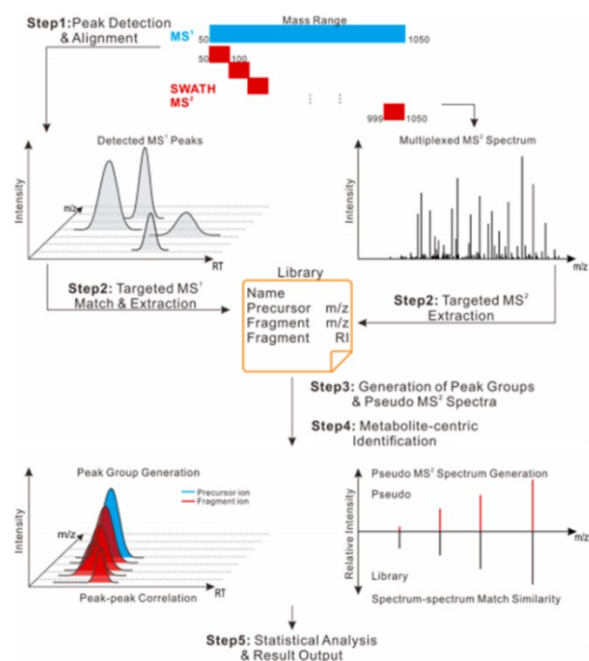 Step1: Peak Detection
& Alignment
Mass Range
MS¹
50
1050
50
100
SWATH
MS²
999
1050
Detected MS¹ Peaks
Intensity
m/z
RT
Multiplexed MS² Spectrum
Intensity
m/z
Step2: Targeted MS¹
Match & Extraction
Library
Name
Precursor m/z
Fragment m/z
Fragment RI
Step2: Targeted MS²
Extraction
Step3: Generation of Peak Groups
& Pseudo MS² Spectra
Step4: Metabolite-centric
Identification
Peak Group Generation
Precursor ion
Fragment ion
Intensity
m/z
RT
Peak-peak Correlation
Pseudo MS² Spectrum Generation
Pseudo
Relative Intensity
m/z
Library
Spectrum-spectrum Match Similarity
Step5: Statistical Analysis
& Result Output